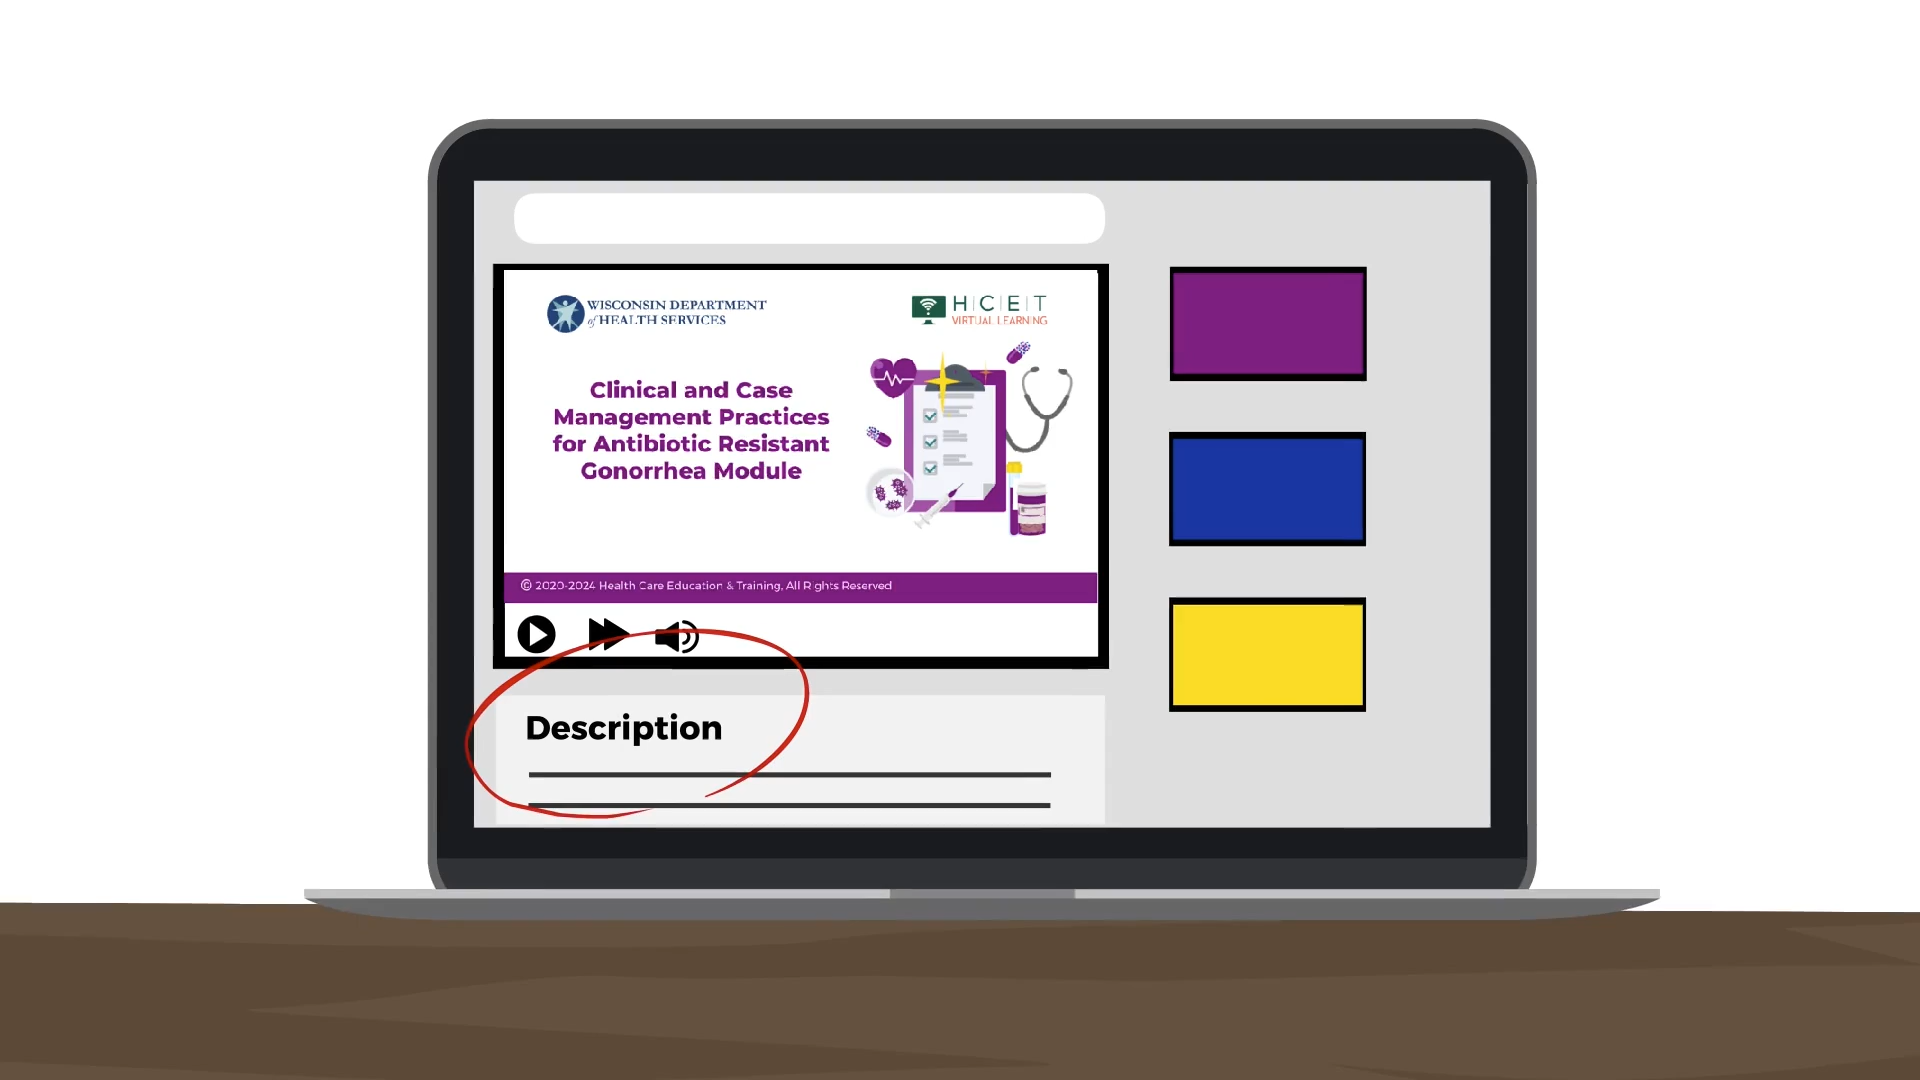 WISCONSIN DEPARTMENT
of HEALTH SERVICES
H|C|E|T
VIRTUAL LEARNING
Clinical and Case
Management Practices
for Antibiotic Resistant
Gonorrhea Module
© 2020-2024 Health Care Education & Training, All Rights Reserved
Description